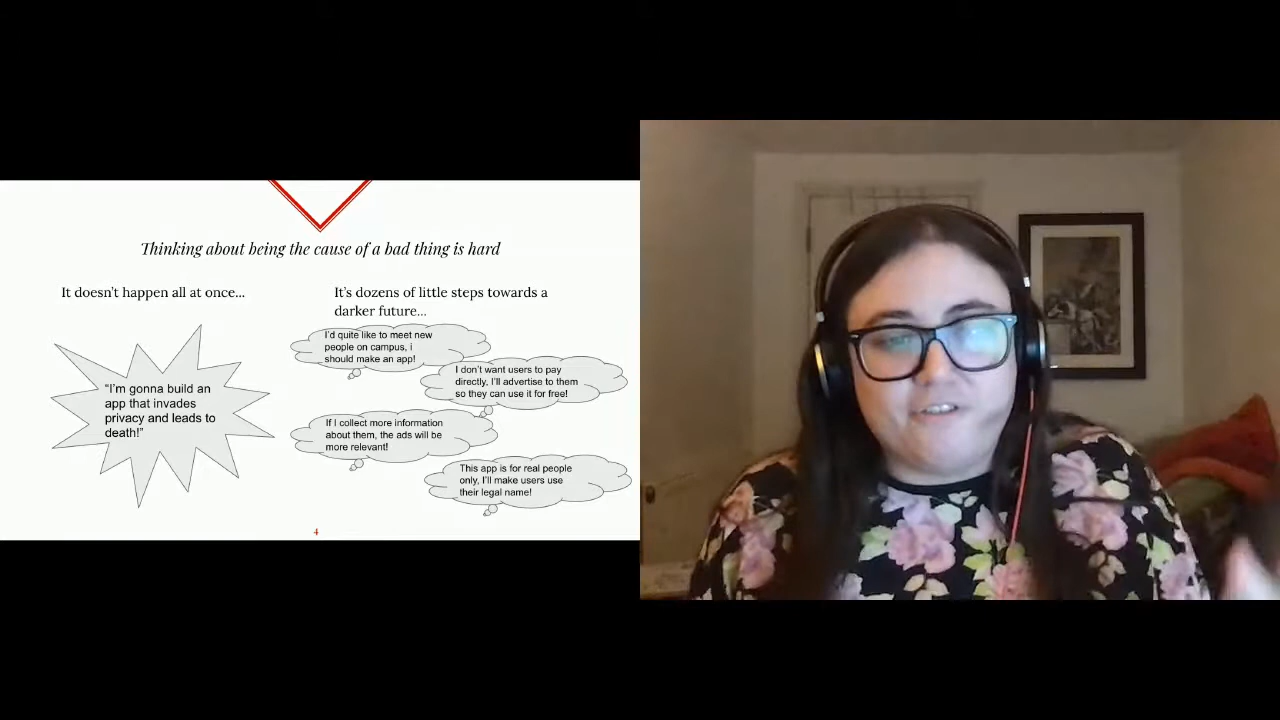 Thinking about being the cause of a bad thing is hard
It doesn't happen all at once...
"I'm gonna build an
app that invades
privacy and leads to
death!"
It's dozens of little steps towards a
darker future...
I'd quite like to meet new
people on campus, i
should make an app!
I don't want users to pay
directly, I'll advertise to them
so they can use it for free!
If I collect more information
about them, the ads will be
more relevant!
This app is for real people
only, I'll make users use
their legal name!
4